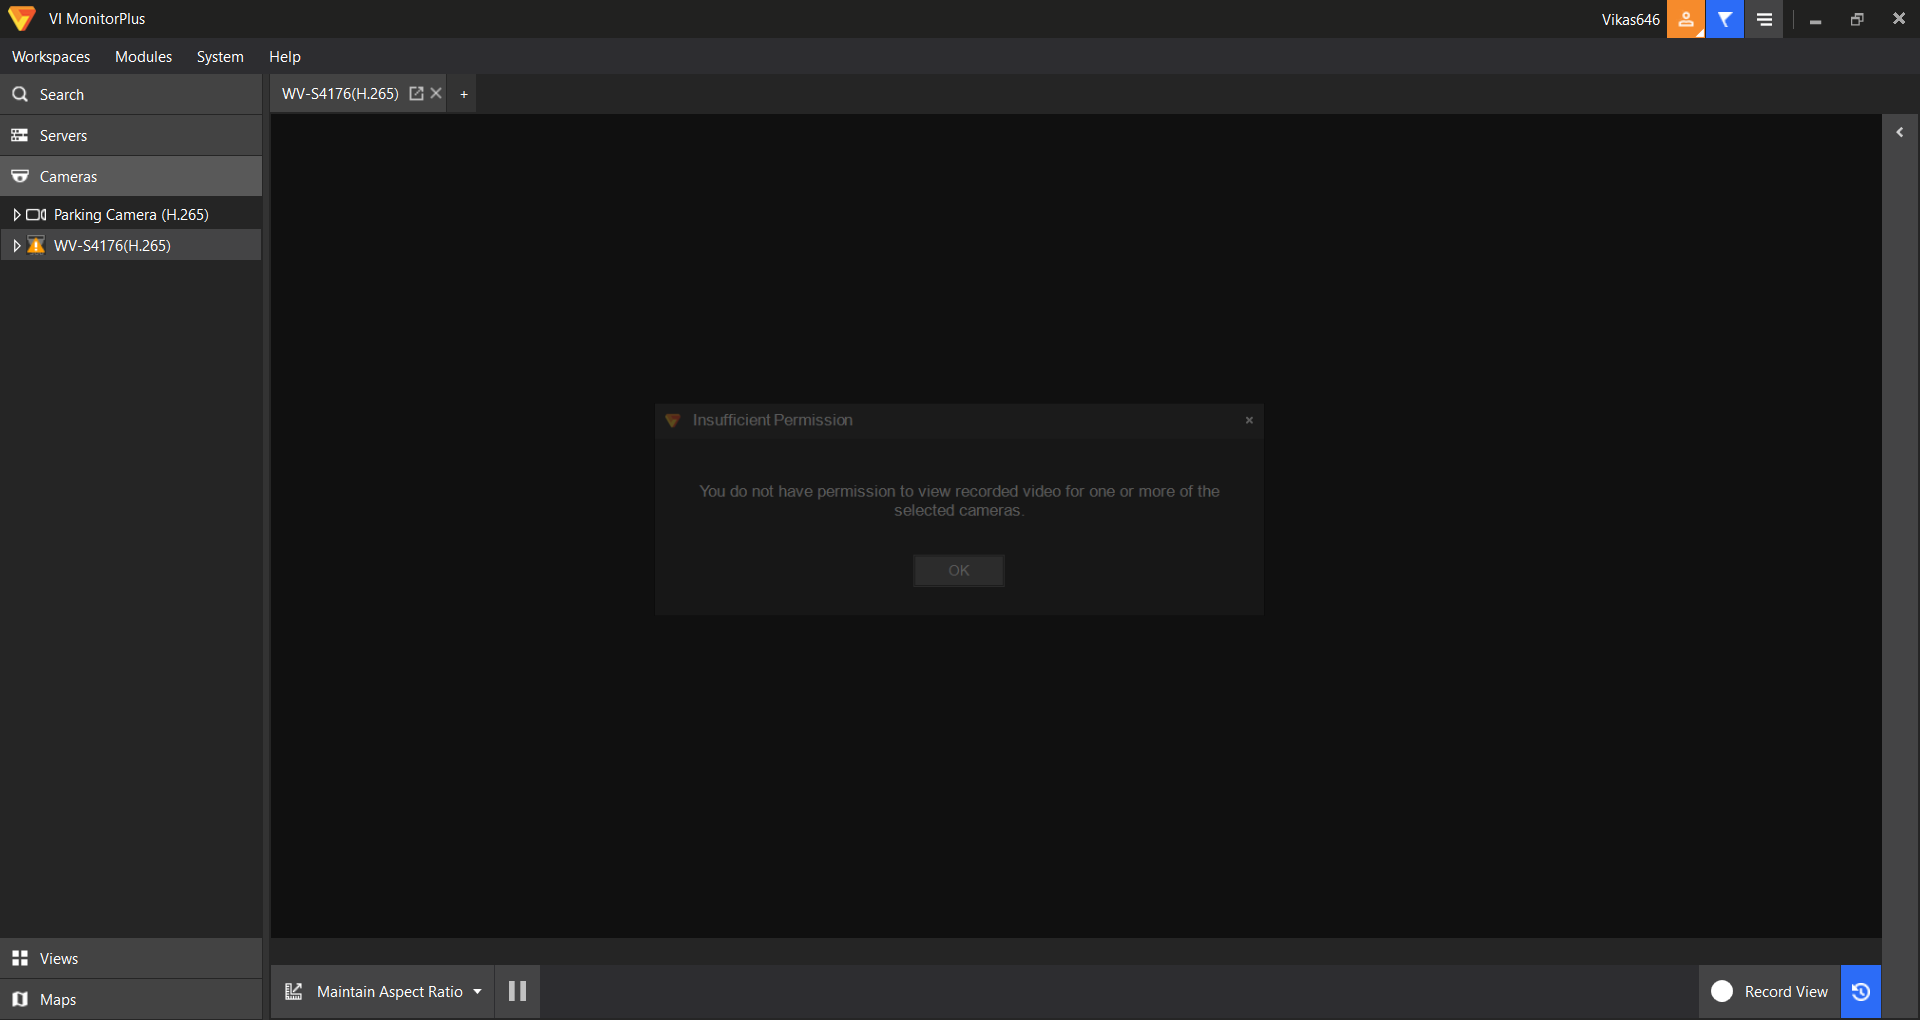 VI MonitorPlus
Vikas646
Workspaces Modules System Help
Search
WV-S4176(H.265) +
Servers
Cameras
Parking Camera (H.265)
WV-S4176(H.265)
Insufficient Permission
You do not have permission to view recorded video for one or more of the
selected cameras.
OK
Views
Maps
Maintain Aspect Ratio
Record View